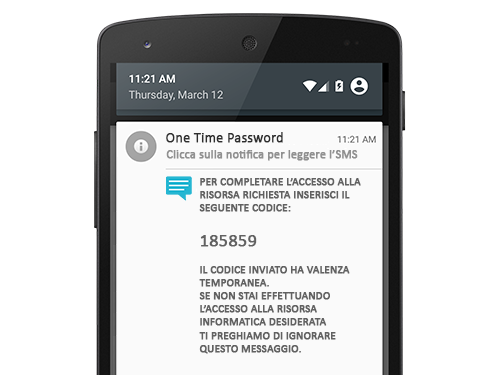 11:21 AM
Thursday, March 12
One Time Password 11:21 AM
Clicca sulla notifica per leggere l'SMS
PER COMPLETARE L'ACCESSO ALLA
RISORSA RICHIESTA INSERISCI IL
SEGUENTE CODICE:
185859
IL CODICE INVIATO HA VALENZA
TEMPORANEA.
SE NON STAI EFFETTUANDO
L'ACCESSO ALLA RISORSA
INFORMATICA DESIDERATA
TI PREGHIAMO DI IGNORARE
QUESTO MESSAGGIO.